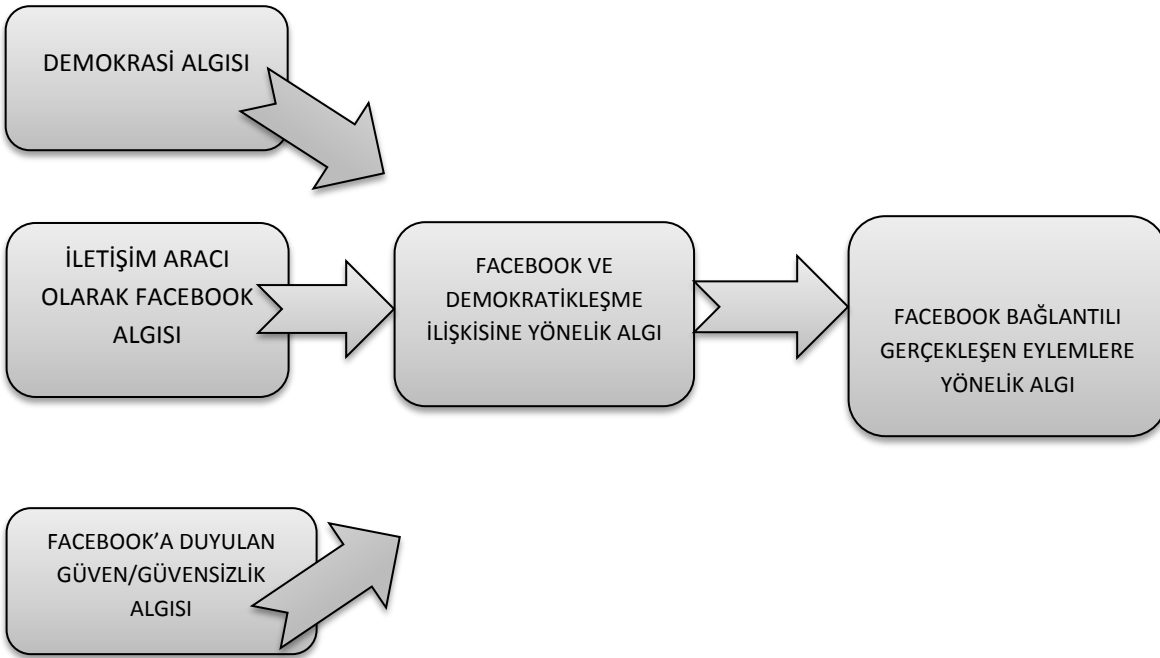 DEMOKRASİ ALGISI
İLETİŞİM ARACI
OLARAK FACEBOOK
ALGISI
FACEBOOK VE
DEMOKRATİKLEŞME
İLİŞKİSİNE YÖNELİK ALGI
FACEBOOK BAĞLANTILI
GERÇEKLEŞEN EYLEMLERE
YÖNELİK ALGI
FACEBOOK’A DUYULAN
GÜVEN/GÜVENSİZLİK
ALGISI